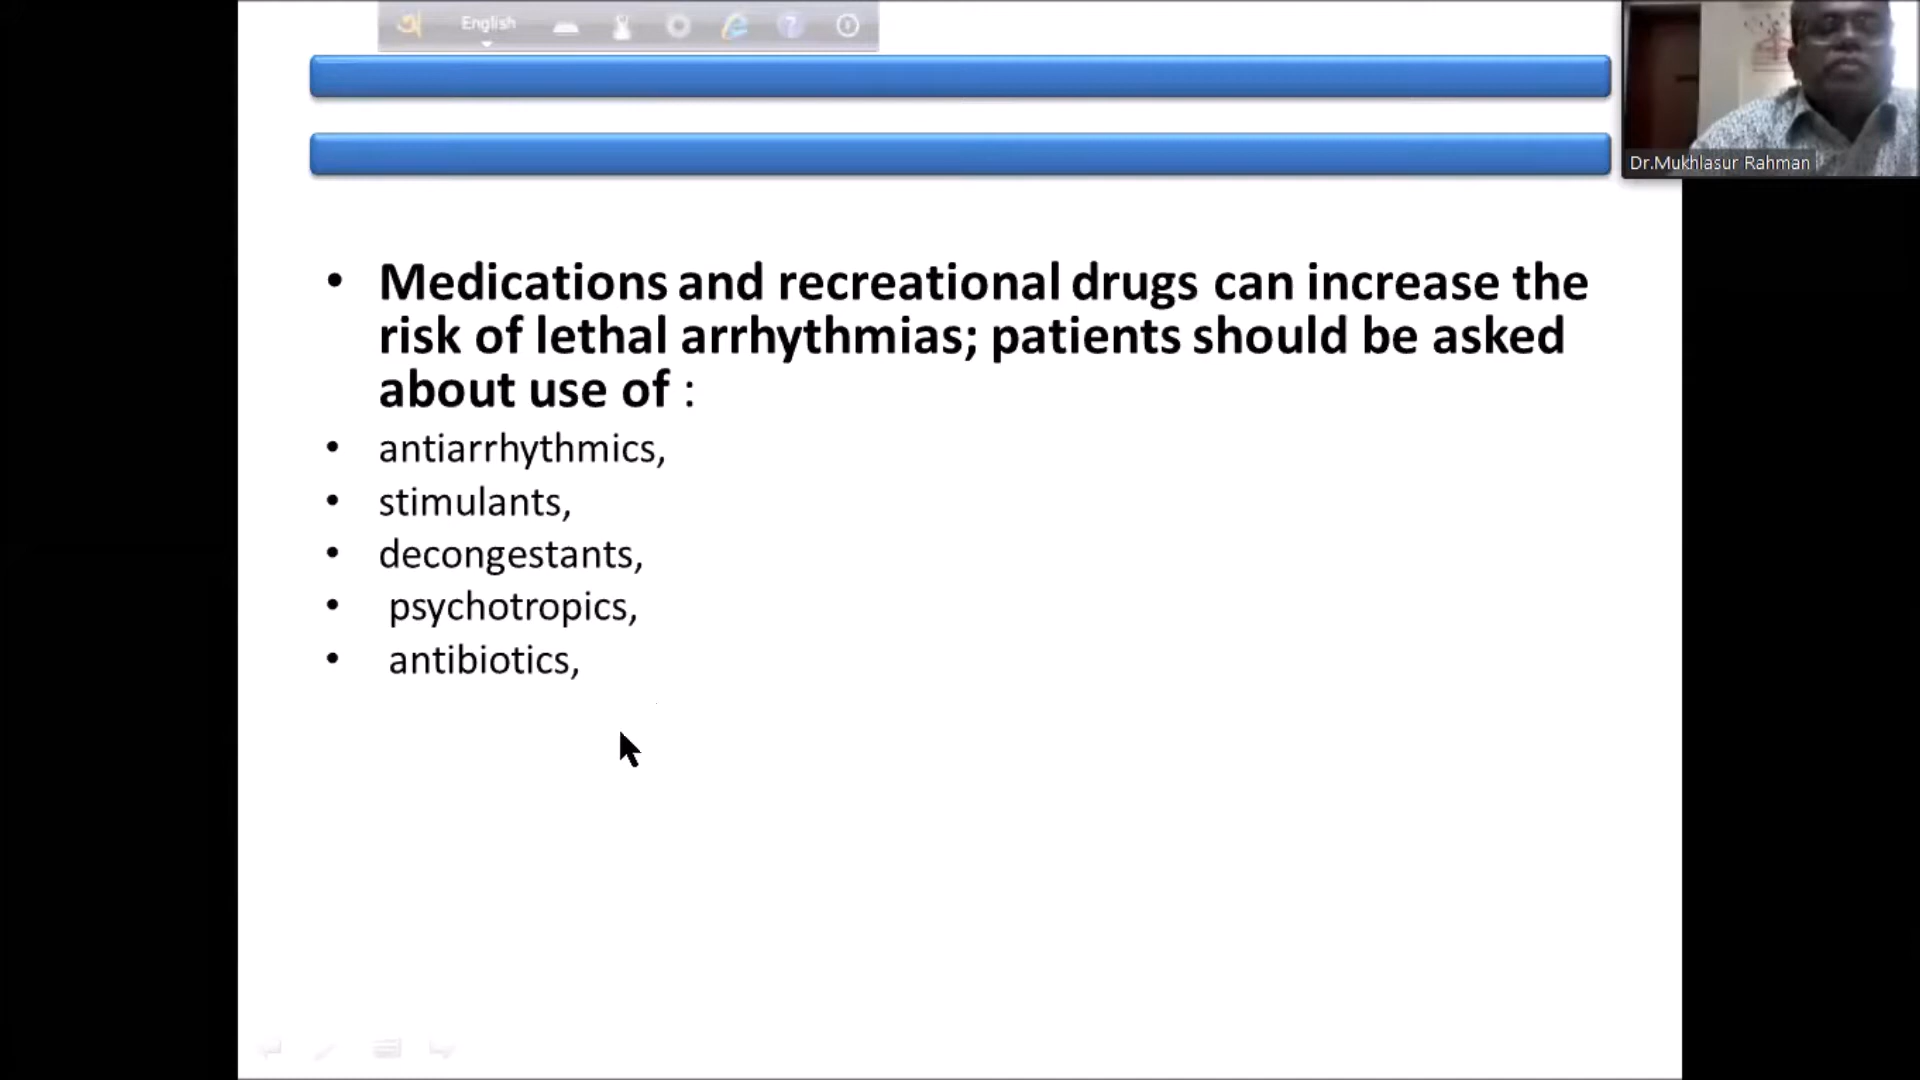 অ English
Dr.Mukhlasur Rahman
• Medications and recreational drugs can increase the
risk of lethal arrhythmias; patients should be asked
about use of :
• antiarrhythmics,
• stimulants,
• decongestants,
• psychotropics,
• antibiotics,